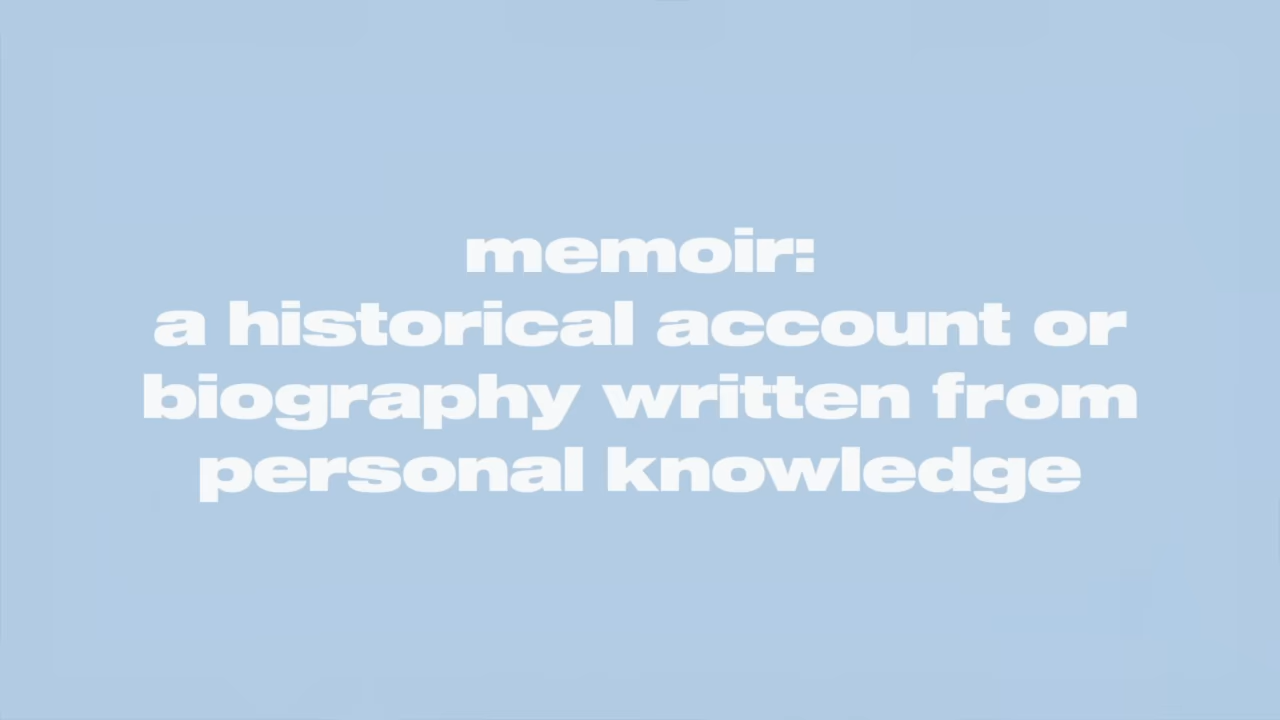 memoir:
a historical account or
biography written from
personal knowledge